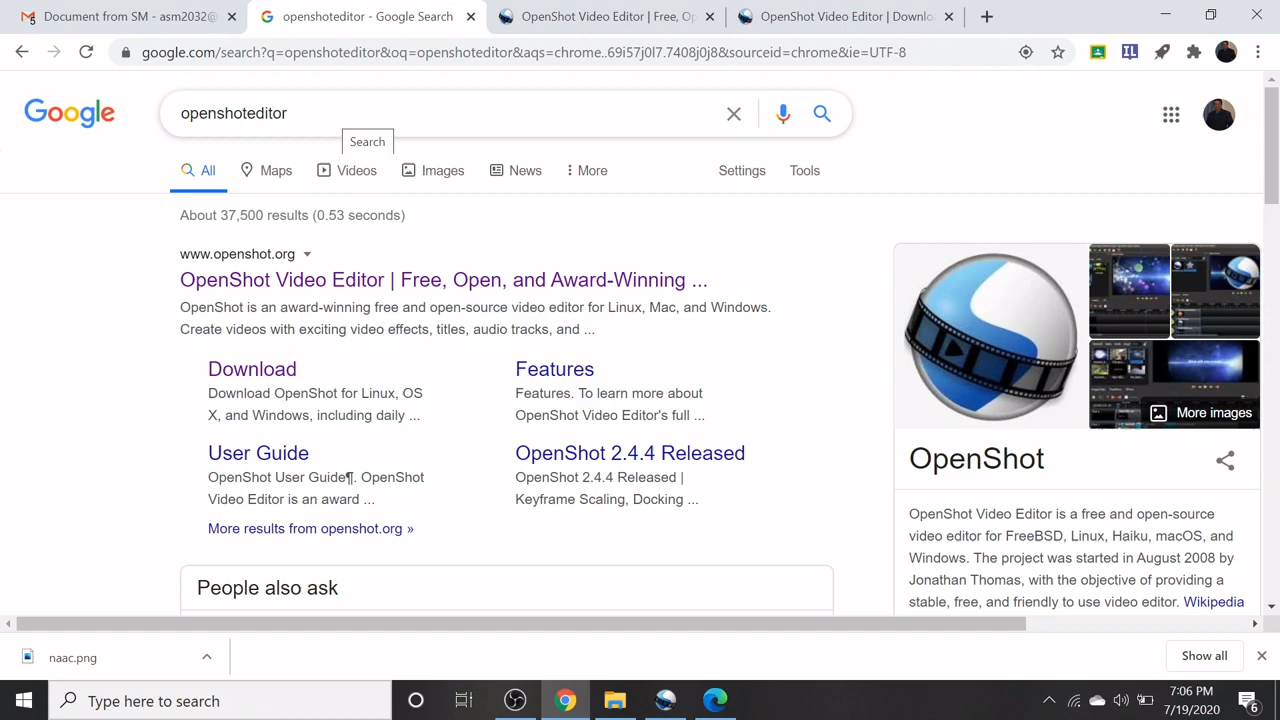 Document from SM - asm2032@
openshoteditor - Google Search
OpenShot Video Editor | Free, Op
OpenShot Video Editor | Downlo
google.com/search?q=openshoteditor&oq=openshoteditor&aqs=chrome..69i57j0l7.7408j0j8&sourceid=chrome&ie=UTF-8
IL
Google
openshoteditor
Search
All
Maps
Videos
Images
News
More
Settings
Tools
About 37,500 results (0.53 seconds)
www.openshot.org
OpenShot Video Editor | Free, Open, and Award-Winning ...
OpenShot is an award-winning free and open-source video editor for Linux, Mac, and Windows.
Create videos with exciting video effects, titles, audio tracks, and ...
Download
Download OpenShot for Linux, OS
X, and Windows, including daily ...
Features
Features. To learn more about
OpenShot Video Editor's full ...
User Guide
OpenShot User Guide¶. OpenShot
Video Editor is an award ...
OpenShot 2.4.4 Released
OpenShot 2.4.4 Released |
Keyframe Scaling, Docking ...
More results from openshot.org »
People also ask
More images
OpenShot
OpenShot Video Editor is a free and open-source
video editor for FreeBSD, Linux, Haiku, macOS, and
Windows. The project was started in August 2008 by
Jonathan Thomas, with the objective of providing a
stable, free, and friendly to use video editor. Wikipedia
naac.png
Show all
Type here to search
7:06 PM
7/19/2020
6